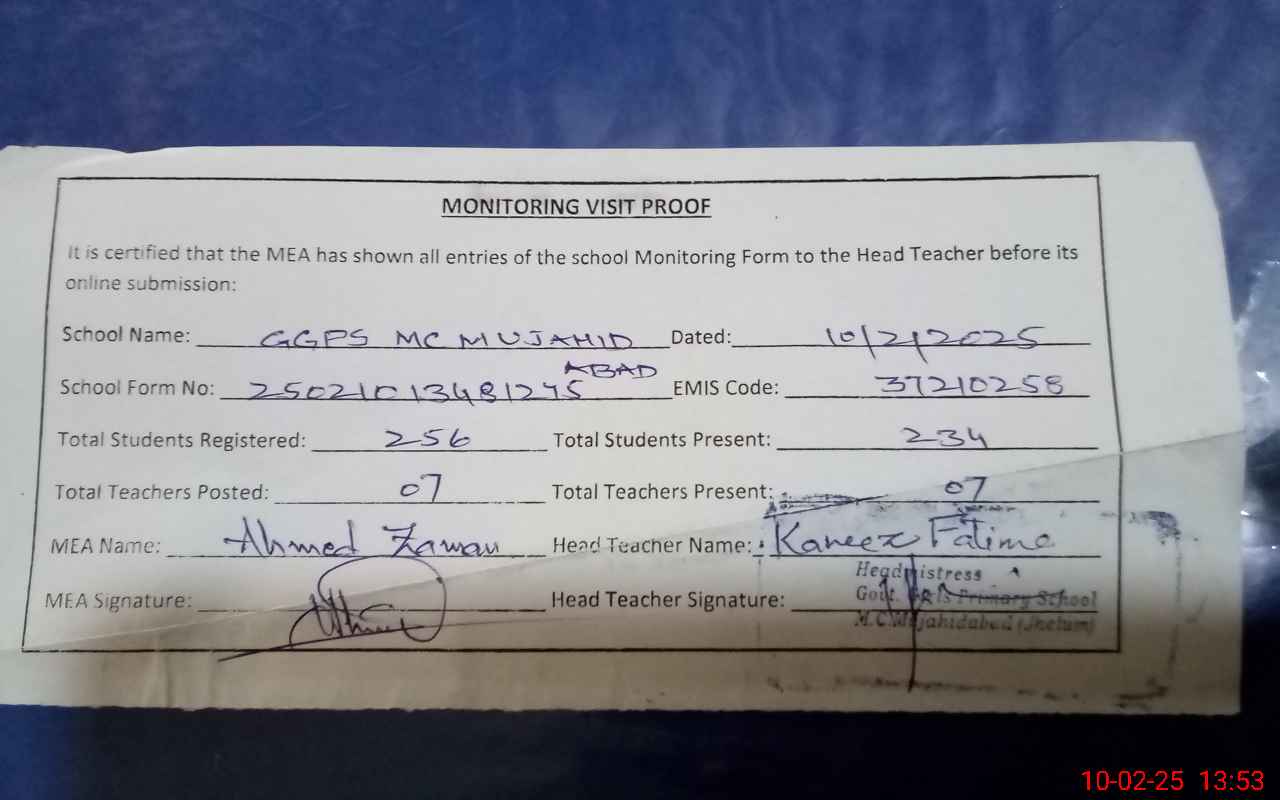 MONITORING VISIT PROOF
It is certified that the MEA has shown all entries of the school Monitoring Form to the Head Teacher before its
online submission:
School Name: GGPS MC MUJAHID ABAD Dated: 10/2/2025
School Form No: 25021013481245 EMIS Code: 37210258
Total Students Registered: 256 Total Students Present: 234
Total Teachers Posted: 07 Total Teachers Present: 07
MEA Name: Ahmed Zaman Head Teacher Name: Kaneez Fatima
MEA Signature: Head Teacher Signature:
Headmistress
Govt. Girls Primary School
M.C. Mujahidabad (Jhelum)
10-02-25 13:53